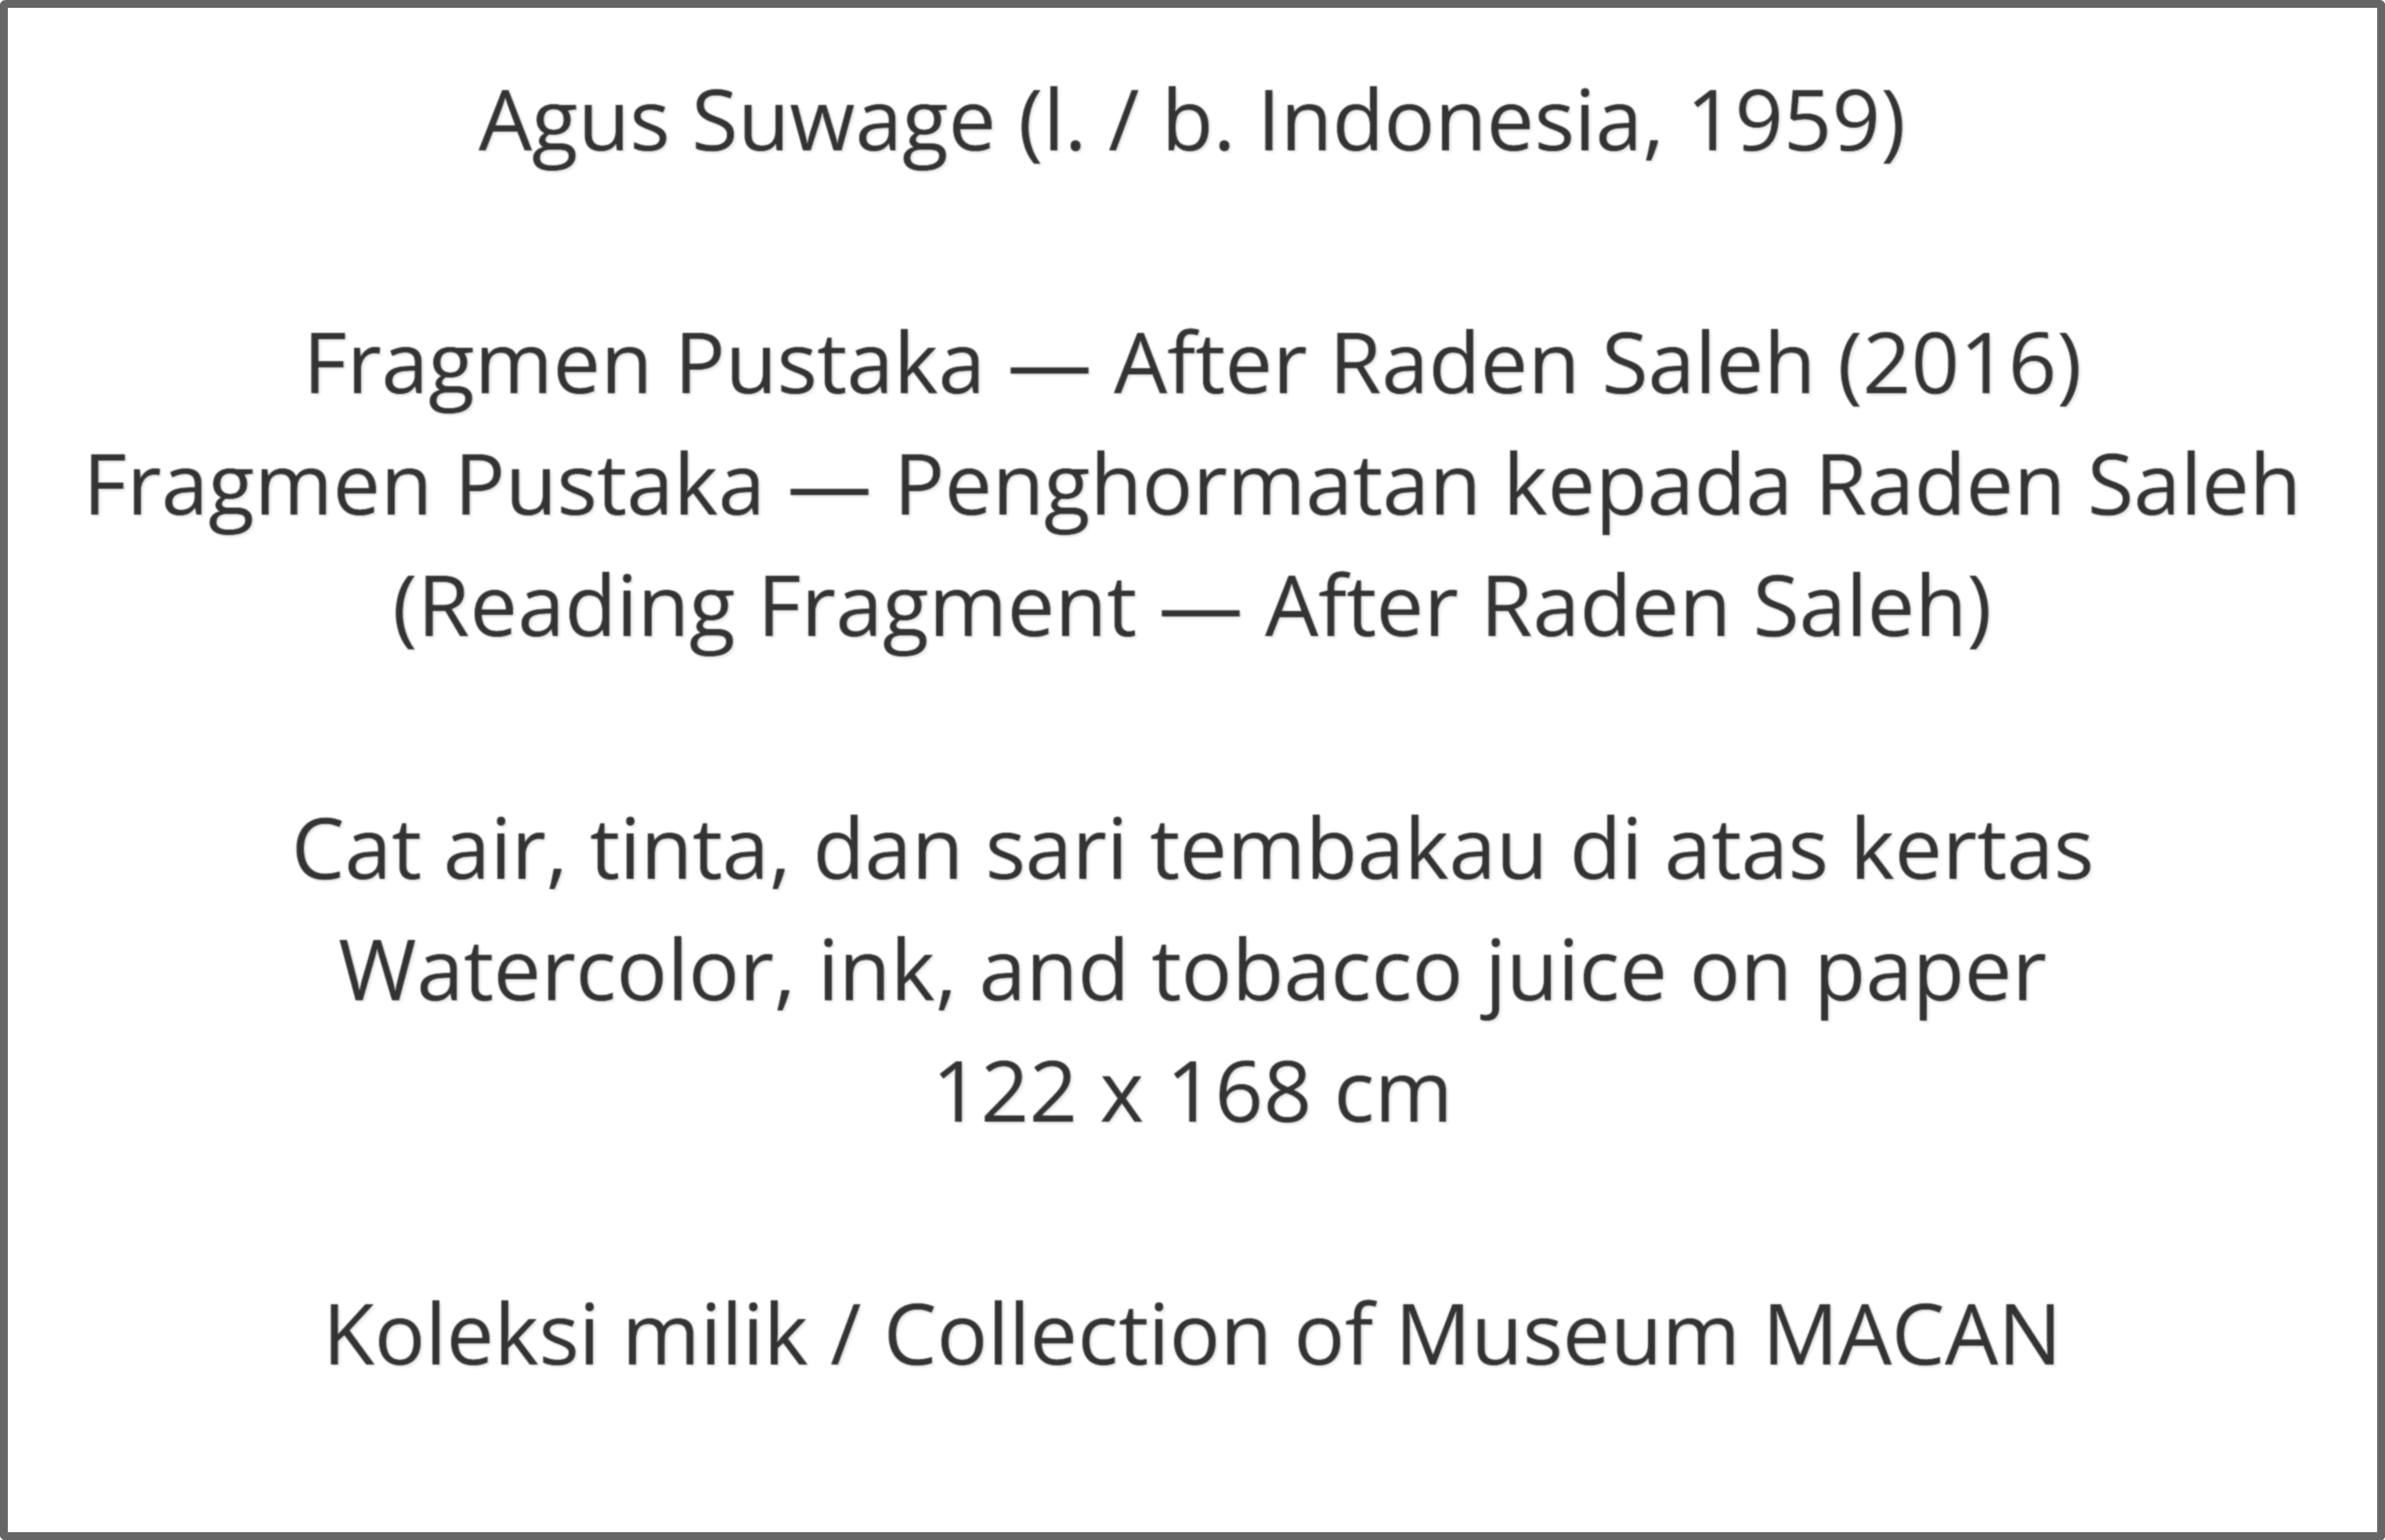 Agus Suwage (l. / b. Indonesia, 1959)
Fragmen Pustaka — After Raden Saleh (2016)
Fragmen Pustaka — Penghormatan kepada Raden Saleh
(Reading Fragment — After Raden Saleh)
Cat air, tinta, dan sari tembakau di atas kertas
Watercolor, ink, and tobacco juice on paper
122 x 168 cm
Koleksi milik / Collection of Museum MACAN